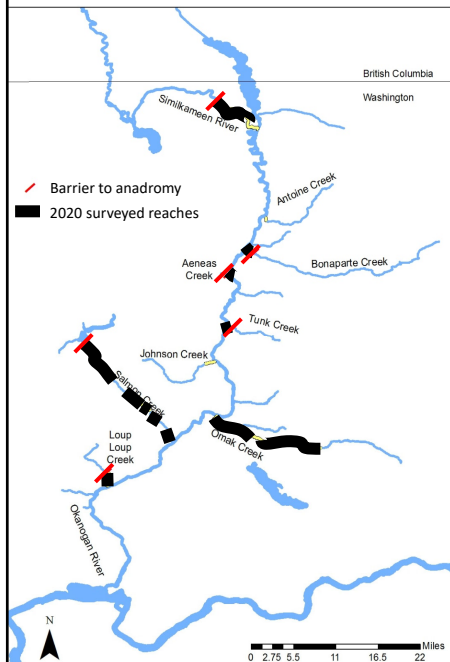 British Columbia
Washington
Similkameen River
Barrier to anadromy
2020 surveyed reaches
Antoine Creek
Aeneas
Creek
Bonaparte Creek
Tunk Creek
Johnson Creek
Salmon Creek
Omak Creek
Loup
Loup
Creek
Okanogan River
N
Miles
0 2.75 5.5 11 16.5 22